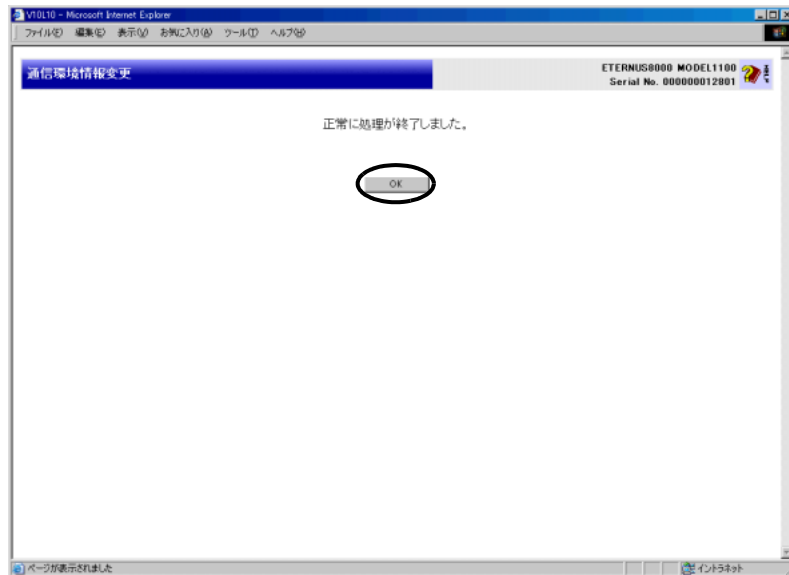 V10L10 - Microsoft Internet Explorer
ファイル(F) 編集(E) 表示(V) お気に入り(A) ツール(T) ヘルプ(H)
通信環境情報変更
ETERNUS8000 MODEL1100
Serial No. 000000012801
正常に処理が終了しました。
OK
ページが表示されました
イントラネット